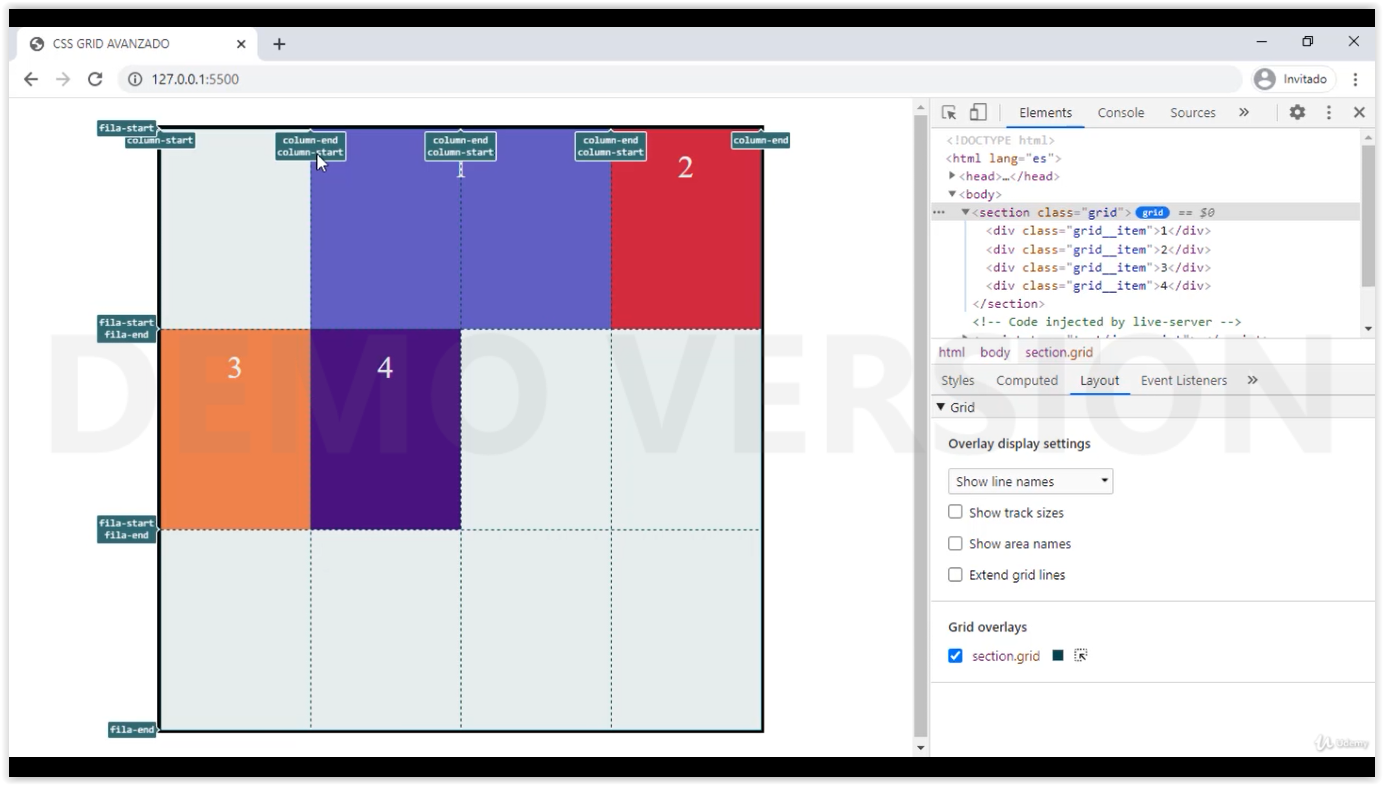 CSS GRID AVANZADO
127.0.0.1:5500
Invitado
fila-start
column-start
column-end
column-start
column-end
column-start
column-end
column-start
column-end
1
2
fila-start
fila-end
3
4
fila-start
fila-end
fila-end
Elements Console Sources »
<!DOCTYPE html>
<html lang="es">
<head>…</head>
<body>
<section class="grid"> grid == $0
<div class="grid__item">1</div>
<div class="grid__item">2</div>
<div class="grid__item">3</div>
<div class="grid__item">4</div>
</section>
<!-- Code injected by live-server -->
html body section.grid
Styles Computed Layout Event Listeners »
Grid
Overlay display settings
Show line names
Show track sizes
Show area names
Extend grid lines
Grid overlays
section.grid
DEMO VERSION
Udemy